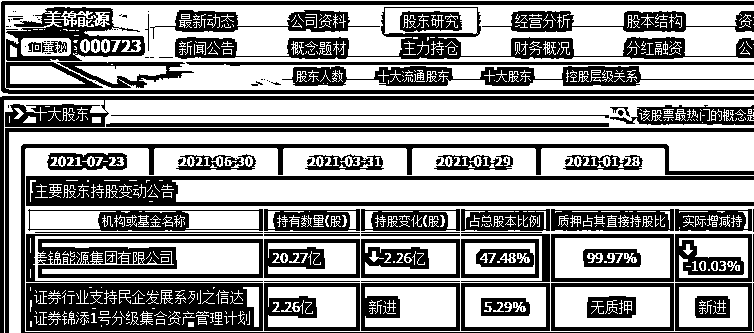 美锦能源 最新动态 公司资料 股东研究 经营分析 股本结构
000723 新闻公告 概念题材 主力持仓 财务概况 分红融资
股东人数 十大流通股东 十大股东 控股层级关系
十大股东 该股票最热门的概念题
2021-07-23 2021-06-30 2021-03-31 2021-01-29 2021-01-28
主要股东持股变动公告
机构或基金名称 持有数量(股) 持股变化(股) 占总股本比例 质押占其直接持股比 实际增减持
美锦能源集团有限公司 20.27亿 ↓-2.26亿 47.48% 99.97% ↓
-10.03%
证券行业支持民企发展系列之信达
证券锦添1号分级集合资产管理计划 2.26亿 新进 5.29% 无质押 新进